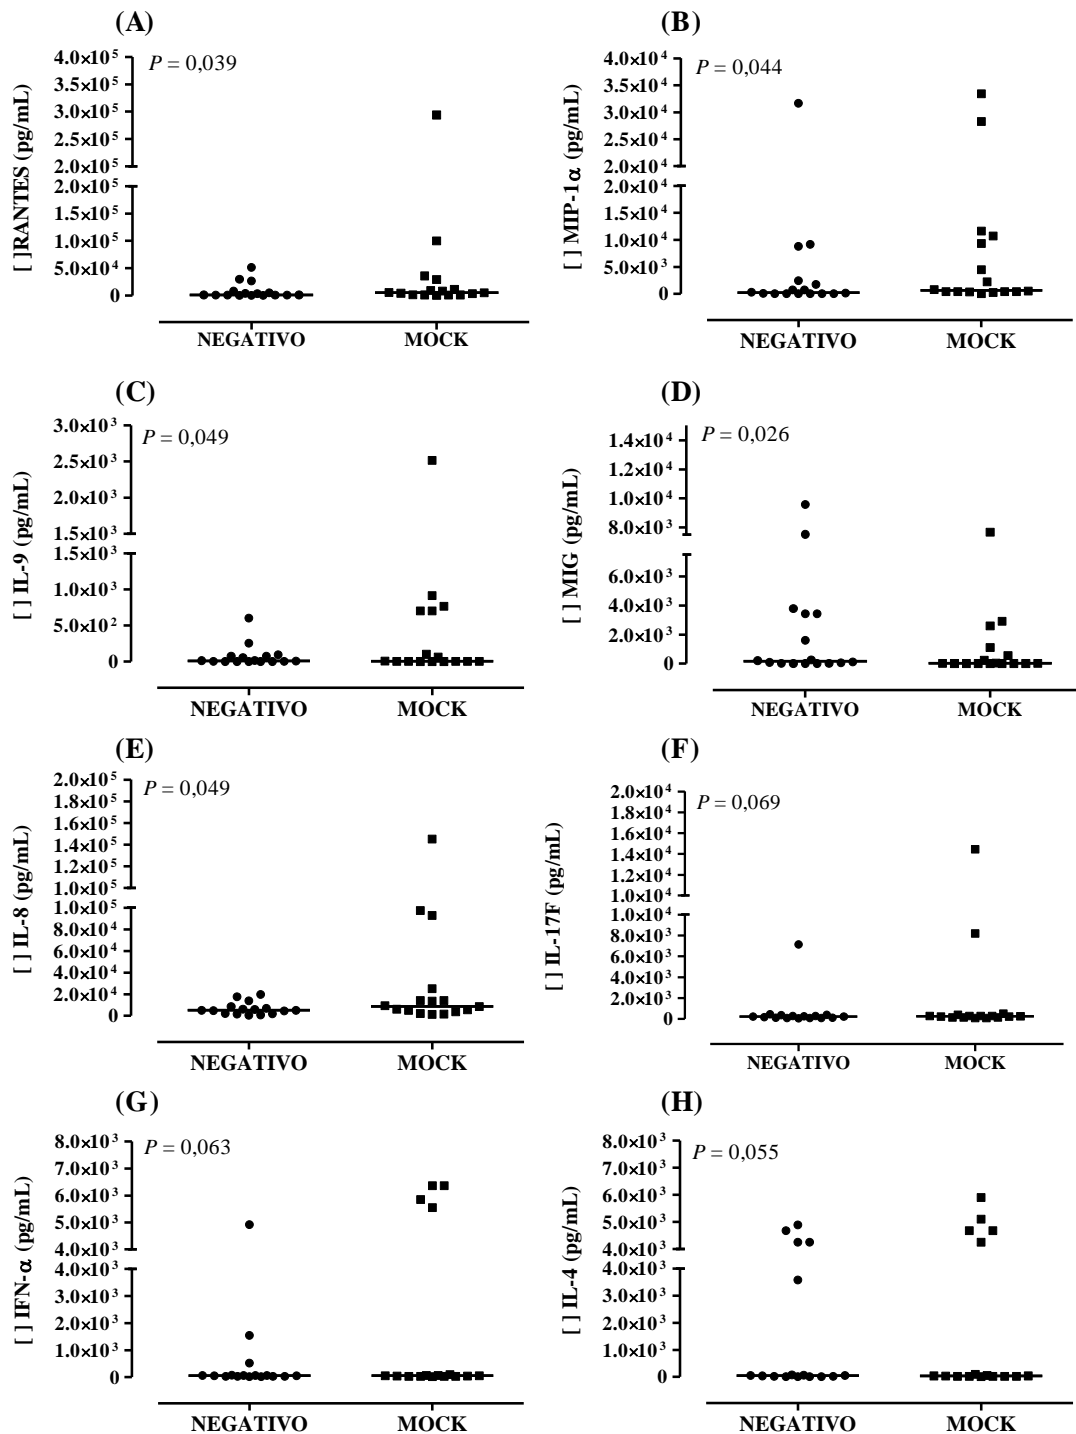 (A)
P = 0,039
[ ]RANTES (pg/mL)
4.0×10⁵
3.5×10⁵
3.0×10⁵
2.5×10⁵
2.0×10⁵
2.0×10⁵
1.5×10⁵
1.0×10⁵
5.0×10⁴
0
NEGATIVO MOCK
(B)
P = 0,044
[ ] MIP-1α (pg/mL)
4.0×10⁴
3.5×10⁴
3.0×10⁴
2.5×10⁴
2.0×10⁴
2.0×10⁴
1.5×10⁴
1.0×10⁴
5.0×10³
0
NEGATIVO MOCK
(C)
P = 0,049
[ ] IL-9 (pg/mL)
3.0×10³
2.5×10³
2.0×10³
1.5×10³
1.5×10³
1.0×10³
5.0×10²
0
NEGATIVO MOCK
(D)
P = 0,026
[ ] MIG (pg/mL)
1.4×10⁴
1.2×10⁴
1.0×10⁴
8.0×10³
6.0×10³
4.0×10³
2.0×10³
0
NEGATIVO MOCK
(E)
P = 0,049
[ ] IL-8 (pg/mL)
2.0×10⁵
1.8×10⁵
1.6×10⁵
1.4×10⁵
1.2×10⁵
1.0×10⁵
1.0×10⁵
8.0×10⁴
6.0×10⁴
4.0×10⁴
2.0×10⁴
0
NEGATIVO MOCK
(F)
P = 0,069
[ ] IL-17F (pg/mL)
2.0×10⁴
1.8×10⁴
1.6×10⁴
1.4×10⁴
1.2×10⁴
1.0×10⁴
1.0×10⁴
8.0×10³
6.0×10³
4.0×10³
2.0×10³
0
NEGATIVO MOCK
(G)
P = 0,063
[ ] IFN-α (pg/mL)
8.0×10³
7.0×10³
6.0×10³
5.0×10³
4.0×10³
4.0×10³
3.0×10³
2.0×10³
1.0×10³
0
NEGATIVO MOCK
(H)
P = 0,055
[ ] IL-4 (pg/mL)
8.0×10³
7.0×10³
6.0×10³
5.0×10³
4.0×10³
4.0×10³
3.0×10³
2.0×10³
1.0×10³
0
NEGATIVO MOCK